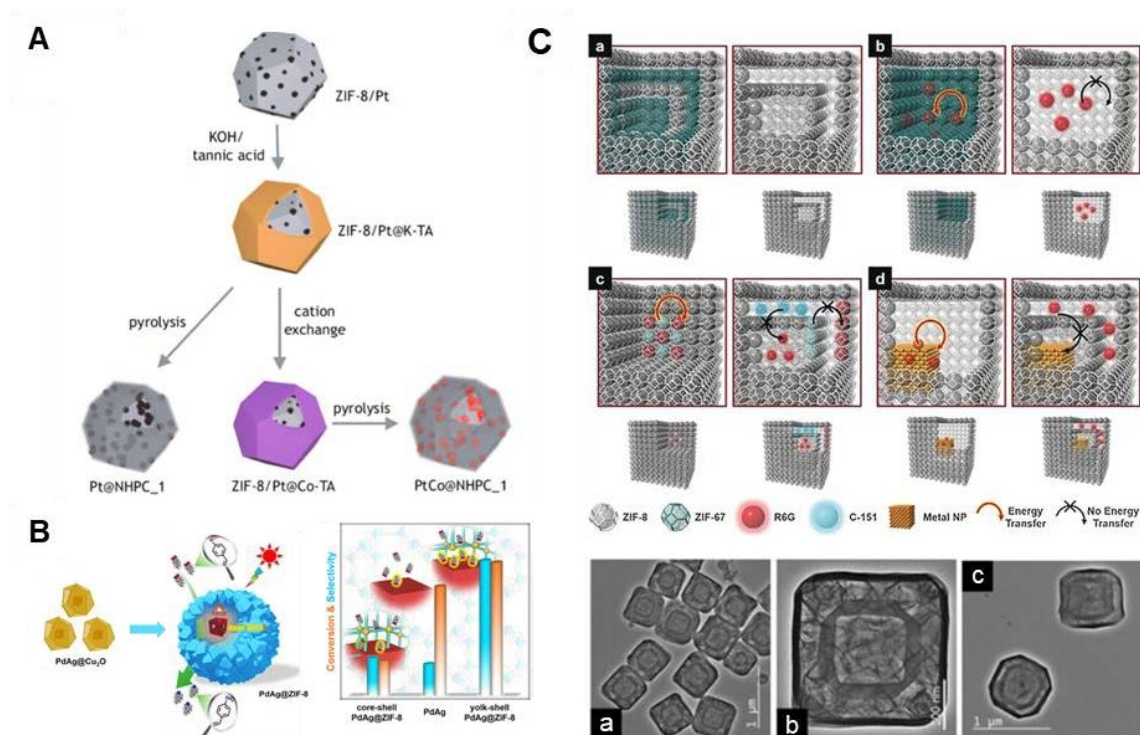 A
ZIF-8/Pt
KOH/
tannic acid
ZIF-8/Pt@K-TA
pyrolysis
cation
exchange
pyrolysis
Pt@NHPC_1
ZIF-8/Pt@Co-TA
PtCo@NHPC_1
B
PdAg@Cu₂O
PdAg@ZIF-8
Conversion & Selectivity
core-shell
PdAg@ZIF-8
PdAg
yolk-shell
PdAg@ZIF-8
C
a
b
c
d
ZIF-8
ZIF-67
R6G
C-151
Metal NP
Energy
Transfer
No Energy
Transfer
a
1 μm
b
c
1 μm